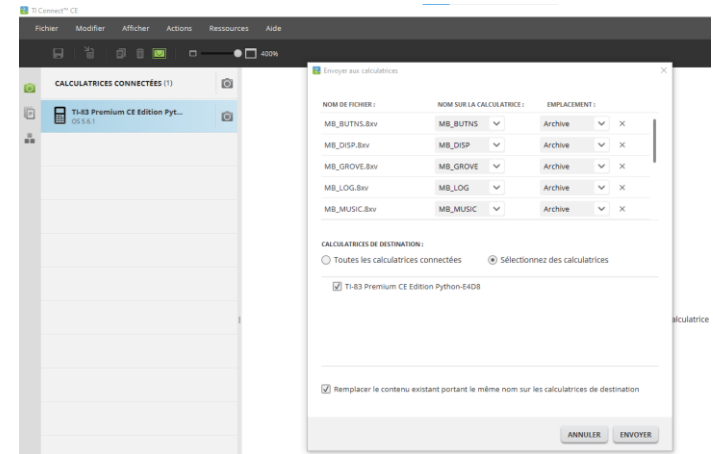 TI Connect™ CE
Fichier Modifier Afficher Actions Ressources Aide
400%
CALCULATRICES CONNECTÉES (1)
TI-83 Premium CE Edition Pyt...
OS 5.6.1
Envoyer aux calculatrices
NOM DE FICHIER : NOM SUR LA CALCULATRICE : EMPLACEMENT :
MB_BUTNS.8xv MB_BUTNS Archive
MB_DISP.8xv MB_DISP Archive
MB_GROVE.8xv MB_GROVE Archive
MB_LOG.8xv MB_LOG Archive
MB_MUSIC.8xv MB_MUSIC Archive
CALCULATRICES DE DESTINATION :
Toutes les calculatrices connectées Sélectionnez des calculatrices
TI-83 Premium CE Edition Python-E4D8
alculatrice
Remplacer le contenu existant portant le même nom sur les calculatrices de destination
ANNULER ENVOYER